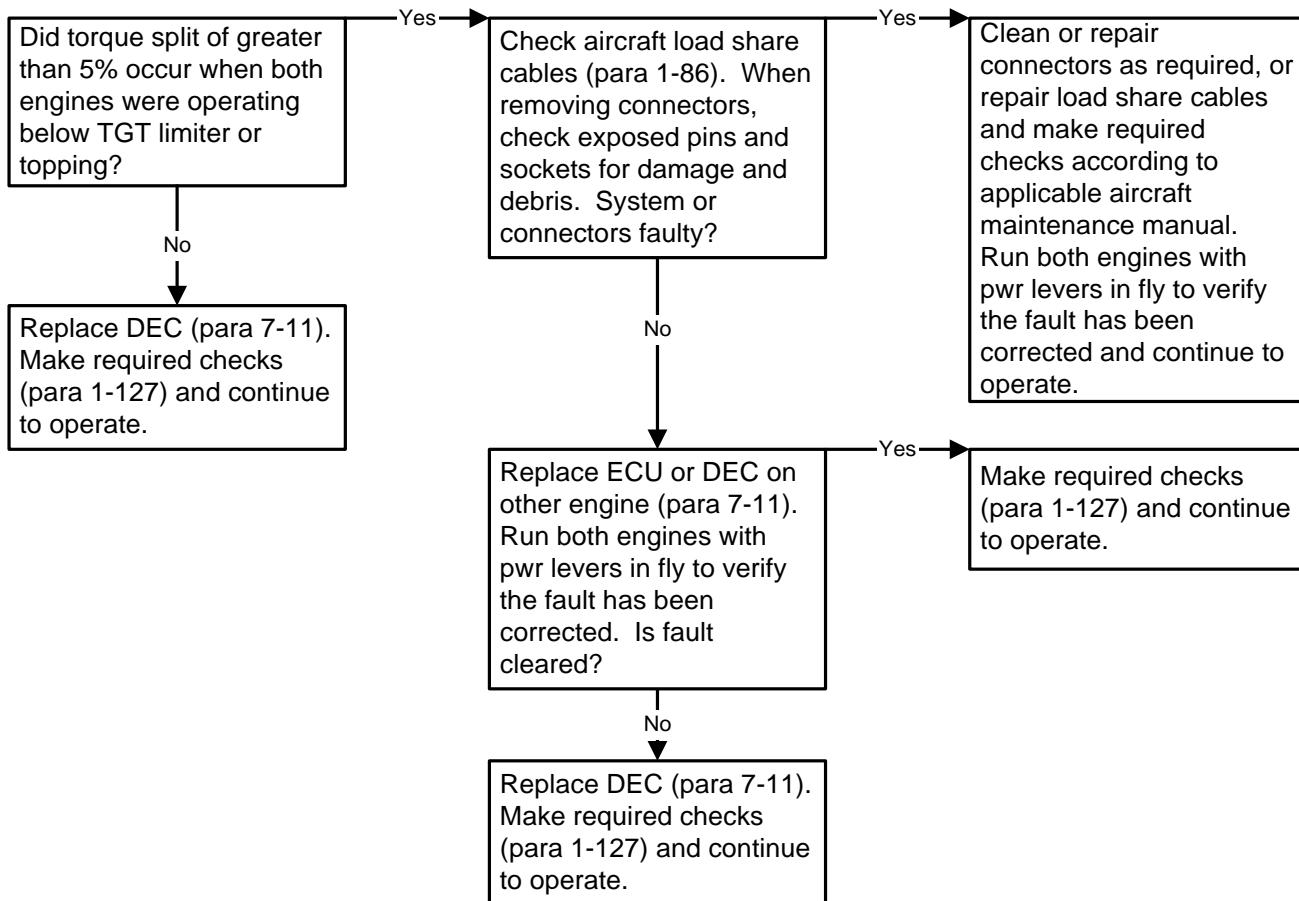 Did torque split of greater
than 5% occur when both
engines were operating
below TGT limiter or
topping?
Yes
Check aircraft load share
cables (para 1-86).  When
removing connectors,
check exposed pins and
sockets for damage and
debris.  System or
connectors faulty?
Yes
Clean or repair
connectors as required, or
repair load share cables
and make required
checks according to
applicable aircraft
maintenance manual.
Run both engines with
pwr levers in fly to verify
the fault has been
corrected and continue to
operate.
No
Replace DEC (para 7-11).
Make required checks
(para 1-127) and continue
to operate.
No
Replace ECU or DEC on
other engine (para 7-11).
Run both engines with
pwr levers in fly to verify
the fault has been
corrected.  Is fault
cleared?
Yes
Make required checks
(para 1-127) and continue
to operate.
No
Replace DEC (para 7-11).
Make required checks
(para 1-127) and continue
to operate.